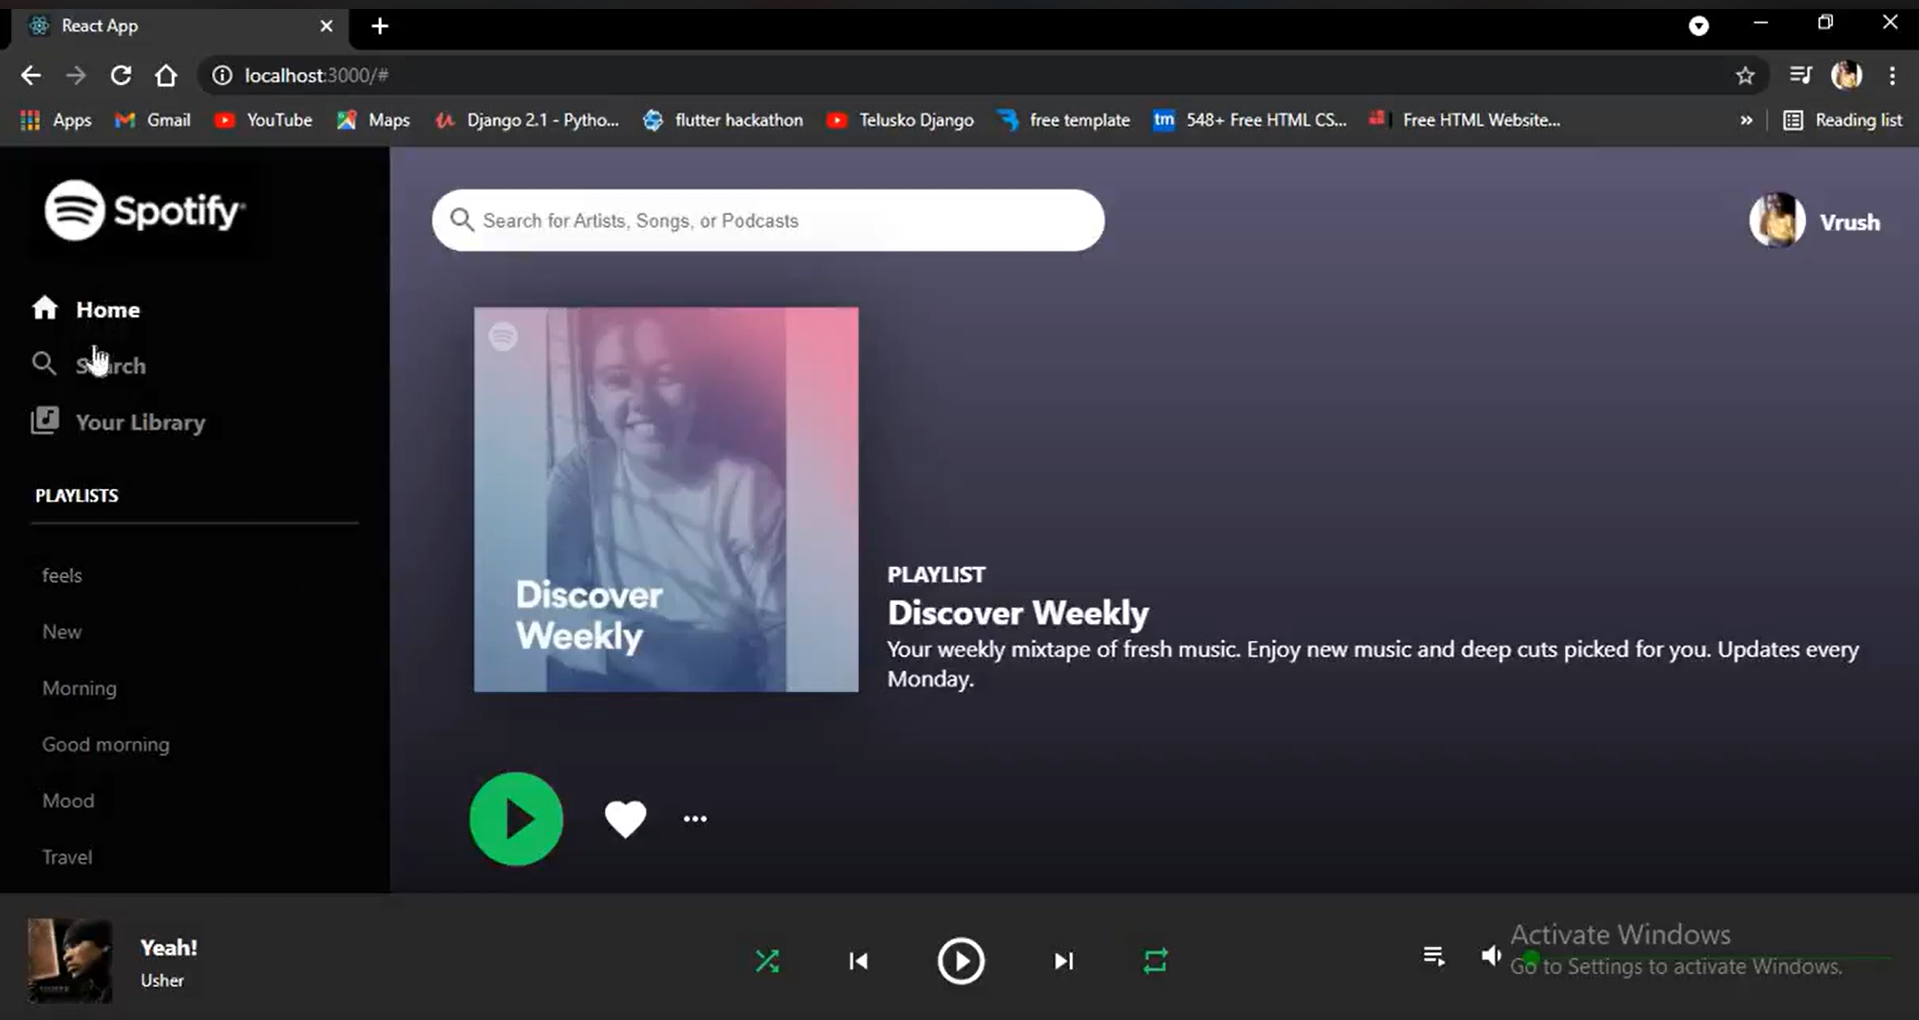 React App
localhost:3000/#
Apps
Gmail
YouTube
Maps
Django 2.1 - Pytho...
flutter hackathon
Telusko Django
free template
tm
548+ Free HTML CS...
Free HTML Website...
»
Reading list
Spotify
Search for Artists, Songs, or Podcasts
Vrush
Home
Search
Your Library
PLAYLISTS
feels
New
Morning
Good morning
Mood
Travel
Discover
Weekly
PLAYLIST
Discover Weekly
Your weekly mixtape of fresh music. Enjoy new music and deep cuts picked for you. Updates every
Monday.
Yeah!
Usher
Activate Windows
Go to Settings to activate Windows.